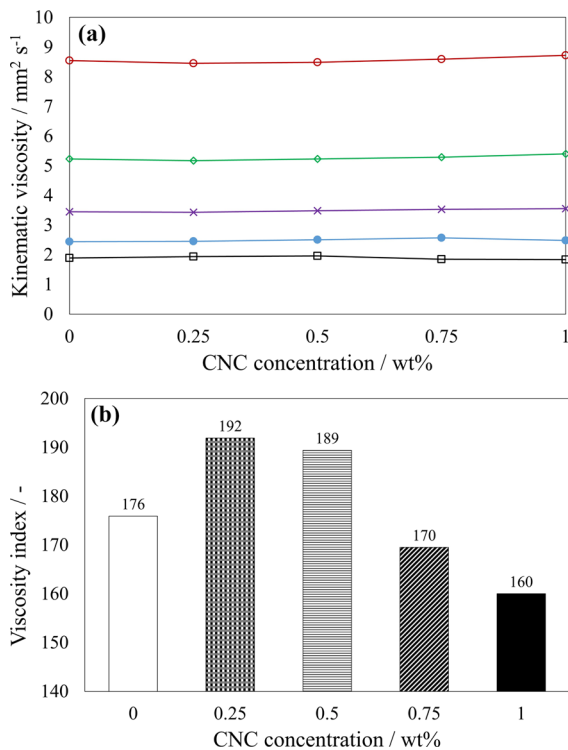 (a)
Kinematic viscosity / mm² s⁻¹
10
9
8
7
6
5
4
3
2
1
0
0 0.25 0.5 0.75 1
CNC concentration / wt%
(b)
Viscosity index / -
200
190
180
170
160
150
140
176
192
189
170
160
0 0.25 0.5 0.75 1
CNC concentration / wt%